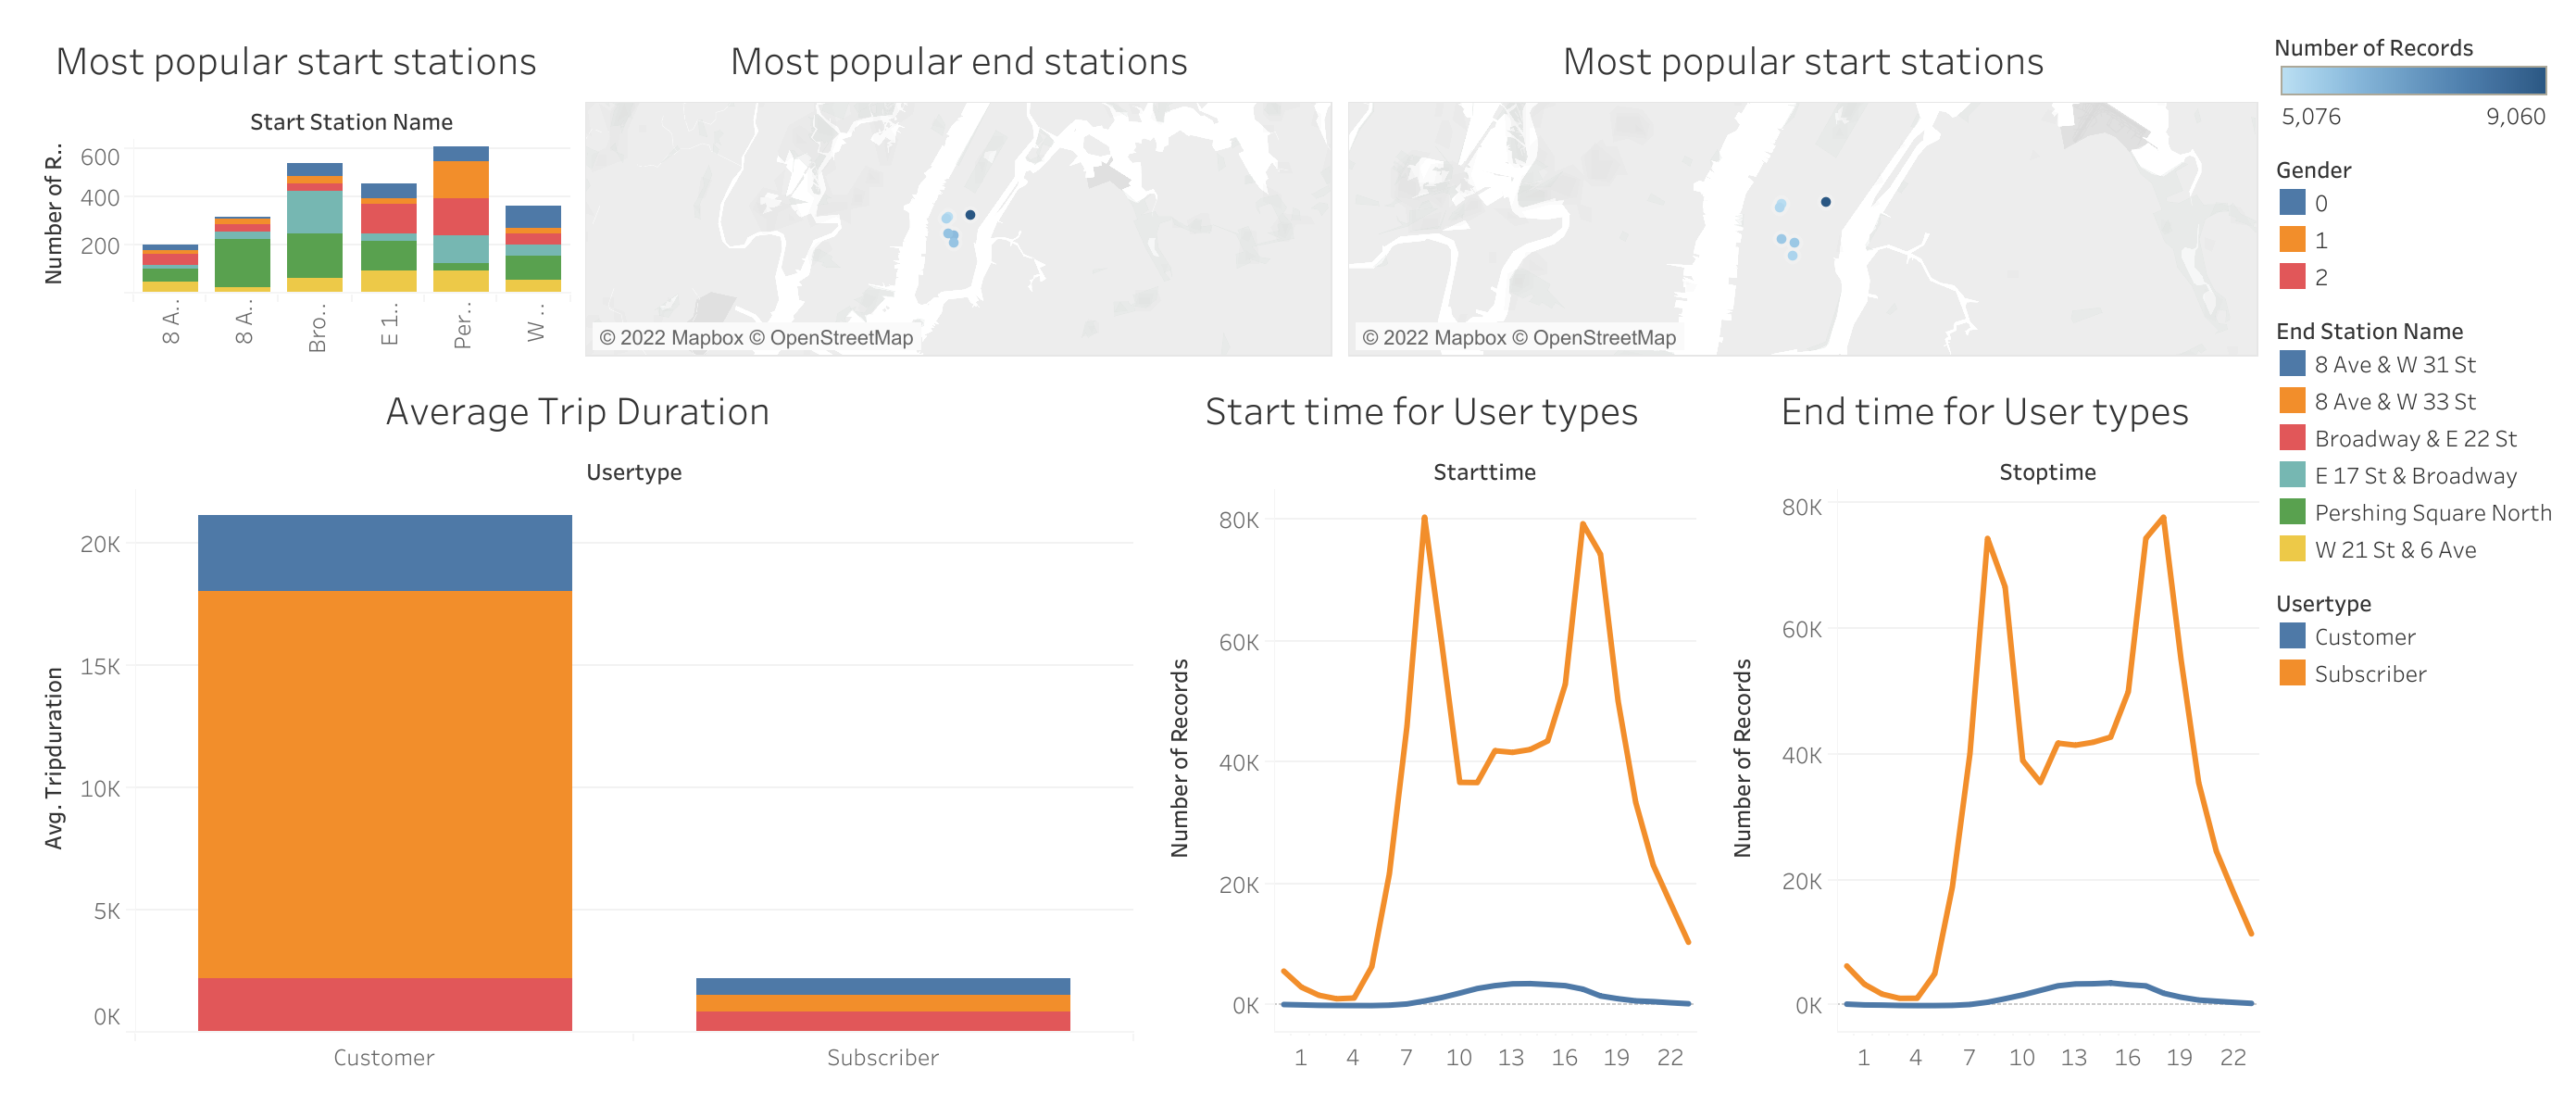 Most popular start stations
Start Station Name
Number of R..
600
400
200
8 A..
8 A..
Bro..
E 1..
Per..
W ..
Most popular end stations
© 2022 Mapbox © OpenStreetMap
Most popular start stations
© 2022 Mapbox © OpenStreetMap
Number of Records
5,076 9,060
Gender
0
1
2
End Station Name
8 Ave & W 31 St
8 Ave & W 33 St
Broadway & E 22 St
E 17 St & Broadway
Pershing Square North
W 21 St & 6 Ave
Usertype
Customer
Subscriber
Average Trip Duration
Usertype
Avg. Tripduration
20K
15K
10K
5K
0K
Customer Subscriber
Start time for User types
Starttime
Number of Records
80K
60K
40K
20K
0K
1 4 7 10 13 16 19 22
End time for User types
Stoptime
Number of Records
80K
60K
40K
20K
0K
1 4 7 10 13 16 19 22